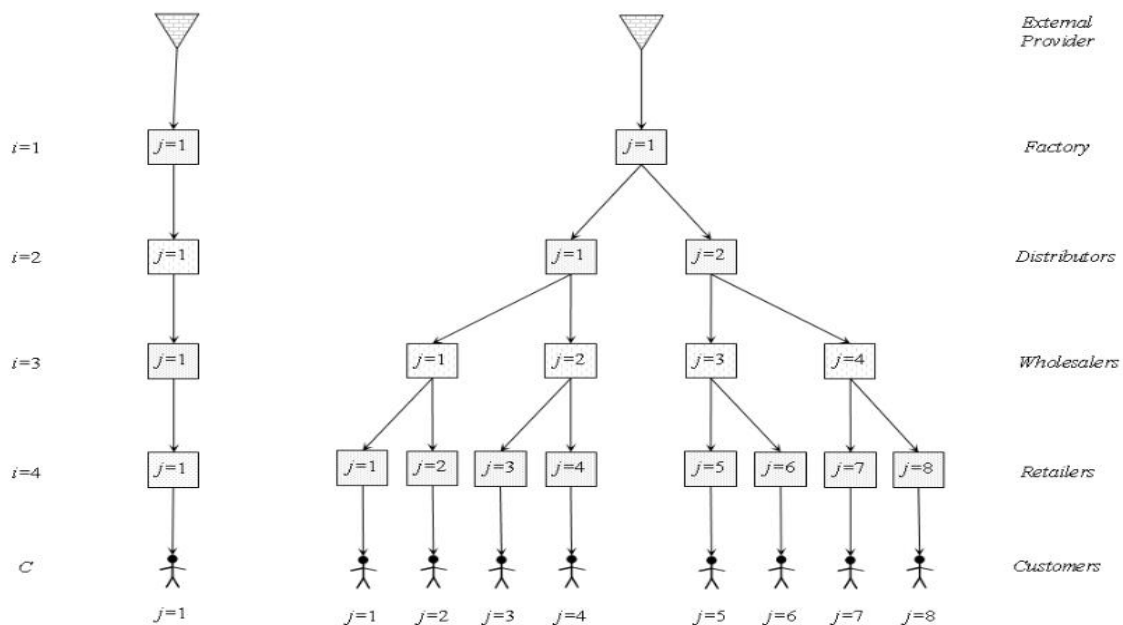 External
Provider
i=1 j=1 j=1 Factory
i=2 j=1 j=1 j=2 Distributors
i=3 j=1 j=1 j=2 j=3 j=4 Wholesalers
i=4 j=1 j=1 j=2 j=3 j=4 j=5 j=6 j=7 j=8 Retailers
C Customers
j=1 j=1 j=2 j=3 j=4 j=5 j=6 j=7 j=8